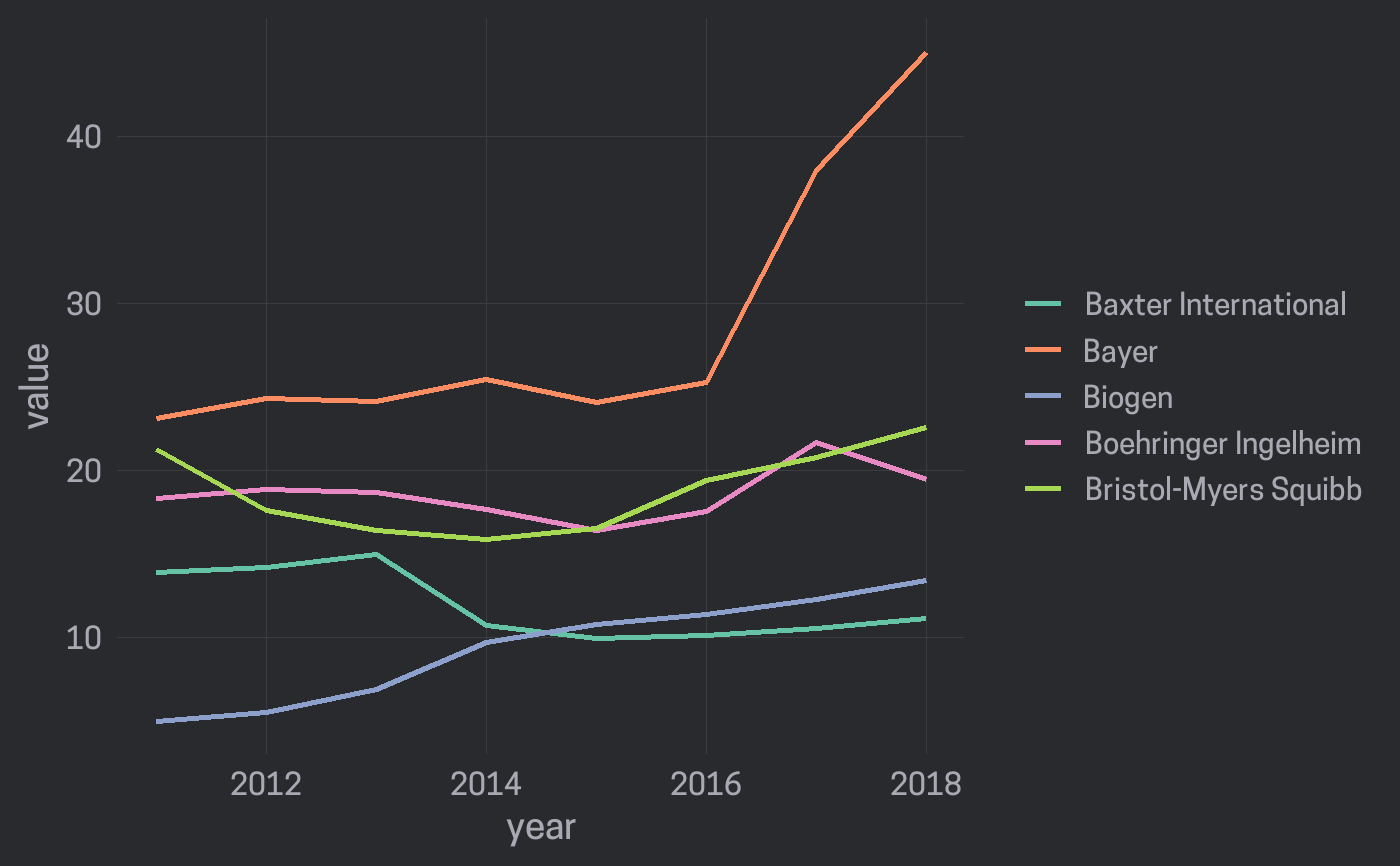 40
30
20
10
value
2012
2014
2016
2018
year
Baxter International
Bayer
Biogen
Boehringer Ingelheim
Bristol-Myers Squibb